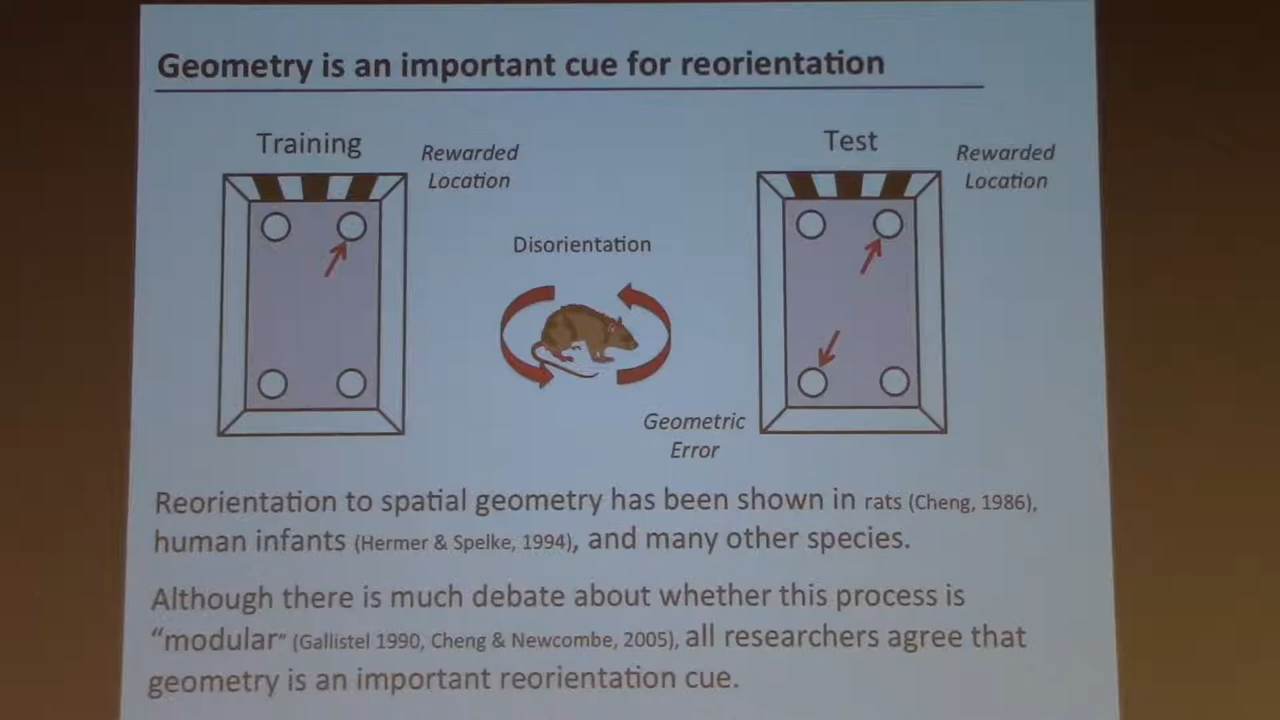 Geometry is an important cue for reorientation
Training
Rewarded
Location
Test
Rewarded
Location
Disorientation
Geometric
Error
Reorientation to spatial geometry has been shown in rats (Cheng, 1986),
human infants (Hermer & Spelke, 1994), and many other species.
Although there is much debate about whether this process is
“modular” (Gallistel 1990, Cheng & Newcombe, 2005), all researchers agree that
geometry is an important reorientation cue.